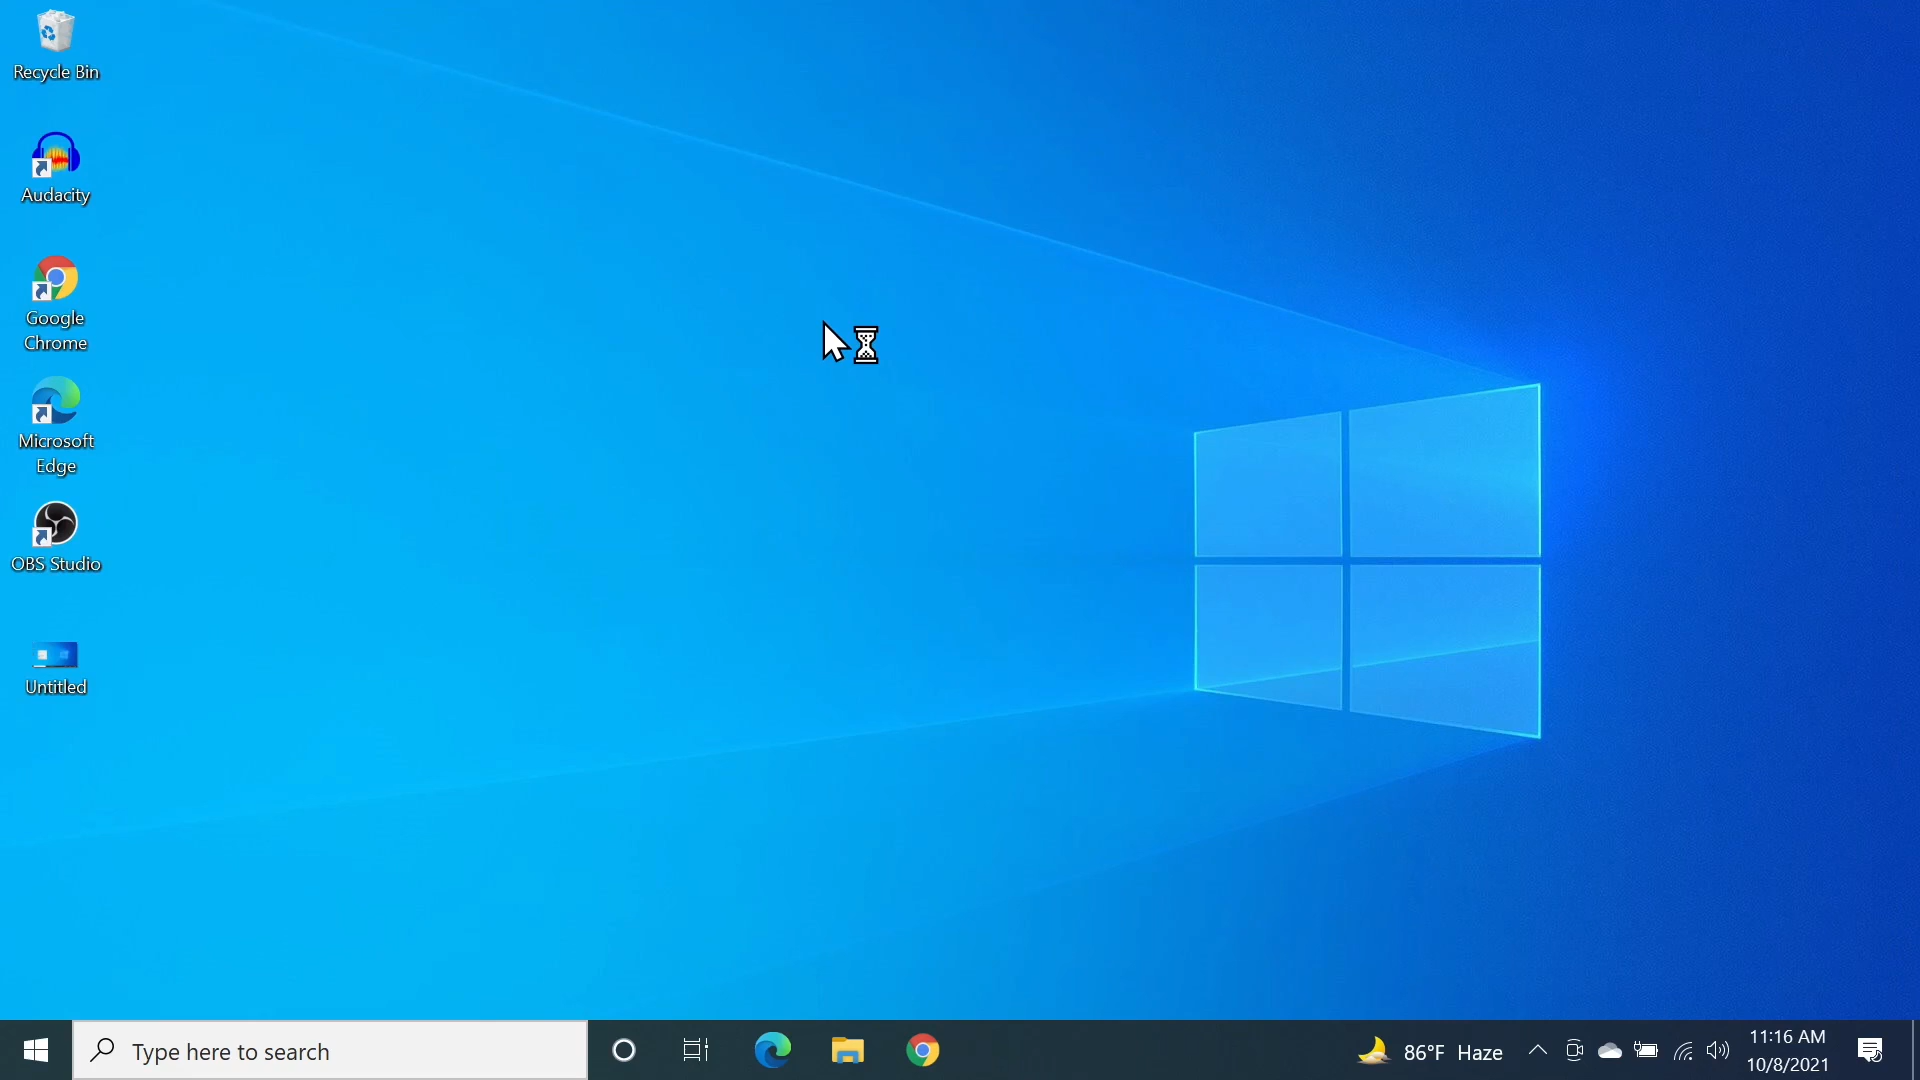 Recycle Bin
Audacity
Google
Chrome
Microsoft
Edge
OBS Studio
Untitled
Type here to search
86°F Haze
11:16 AM
10/8/2021